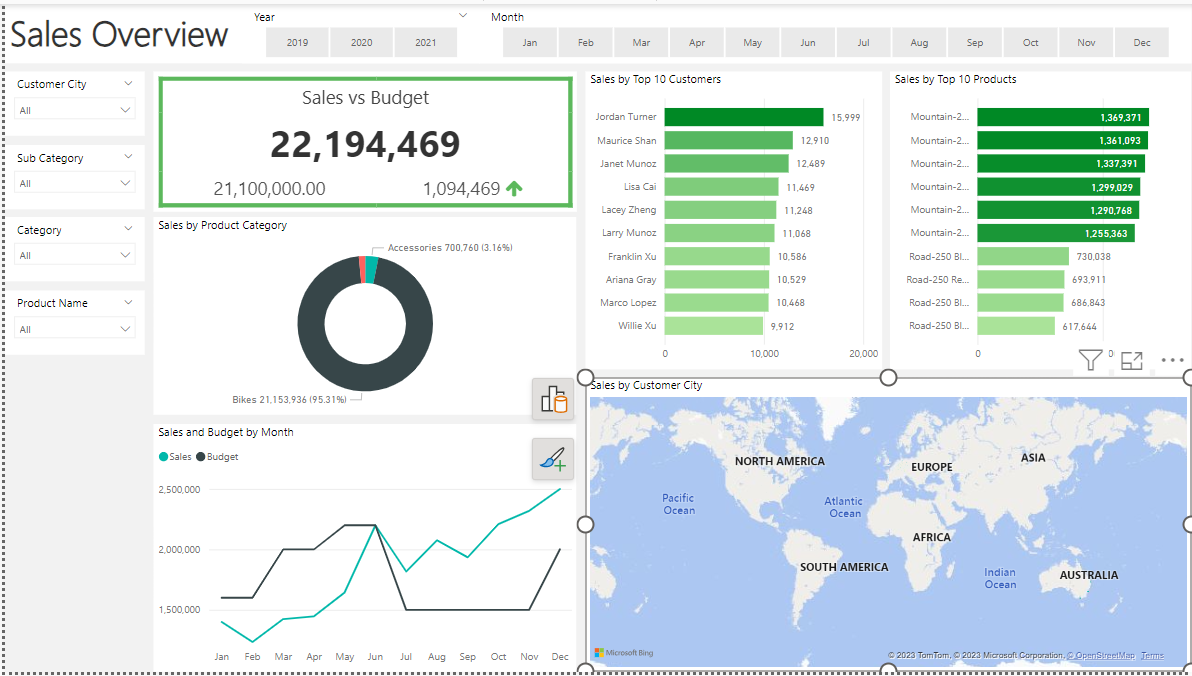 Sales Overview
Year
2019 2020 2021
Month
Jan Feb Mar Apr May Jun Jul Aug Sep Oct Nov Dec
Customer City
All
Sub Category
All
Category
All
Product Name
All
Sales vs Budget
22,194,469
21,100,000.00 1,094,469
Sales by Product Category
Accessories 700,760 (3.16%)
Bikes 21,153,936 (95.31%)
Sales and Budget by Month
Sales Budget
2,500,000
2,000,000
1,500,000
Jan Feb Mar Apr May Jun Jul Aug Sep Oct Nov Dec
Sales by Top 10 Customers
Jordan Turner 15,999
Maurice Shan 12,910
Janet Munoz 12,489
Lisa Cai 11,469
Lacey Zheng 11,248
Larry Munoz 11,068
Franklin Xu 10,586
Ariana Gray 10,529
Marco Lopez 10,468
Willie Xu 9,912
0 10,000 20,000
Sales by Top 10 Products
Mountain-2... 1,369,371
Mountain-2... 1,361,093
Mountain-2... 1,337,391
Mountain-2... 1,299,029
Mountain-2... 1,290,768
Mountain-2... 1,255,363
Road-250 Bl... 730,038
Road-250 Re... 693,911
Road-250 Bl... 686,843
Road-250 Bl... 617,644
0
Sales by Customer City
NORTH AMERICA
EUROPE
ASIA
Pacific
Ocean
Atlantic
Ocean
AFRICA
SOUTH AMERICA
Indian
Ocean
AUSTRALIA
Microsoft Bing
© 2023 TomTom, © 2023 Microsoft Corporation, © OpenStreetMap Terms